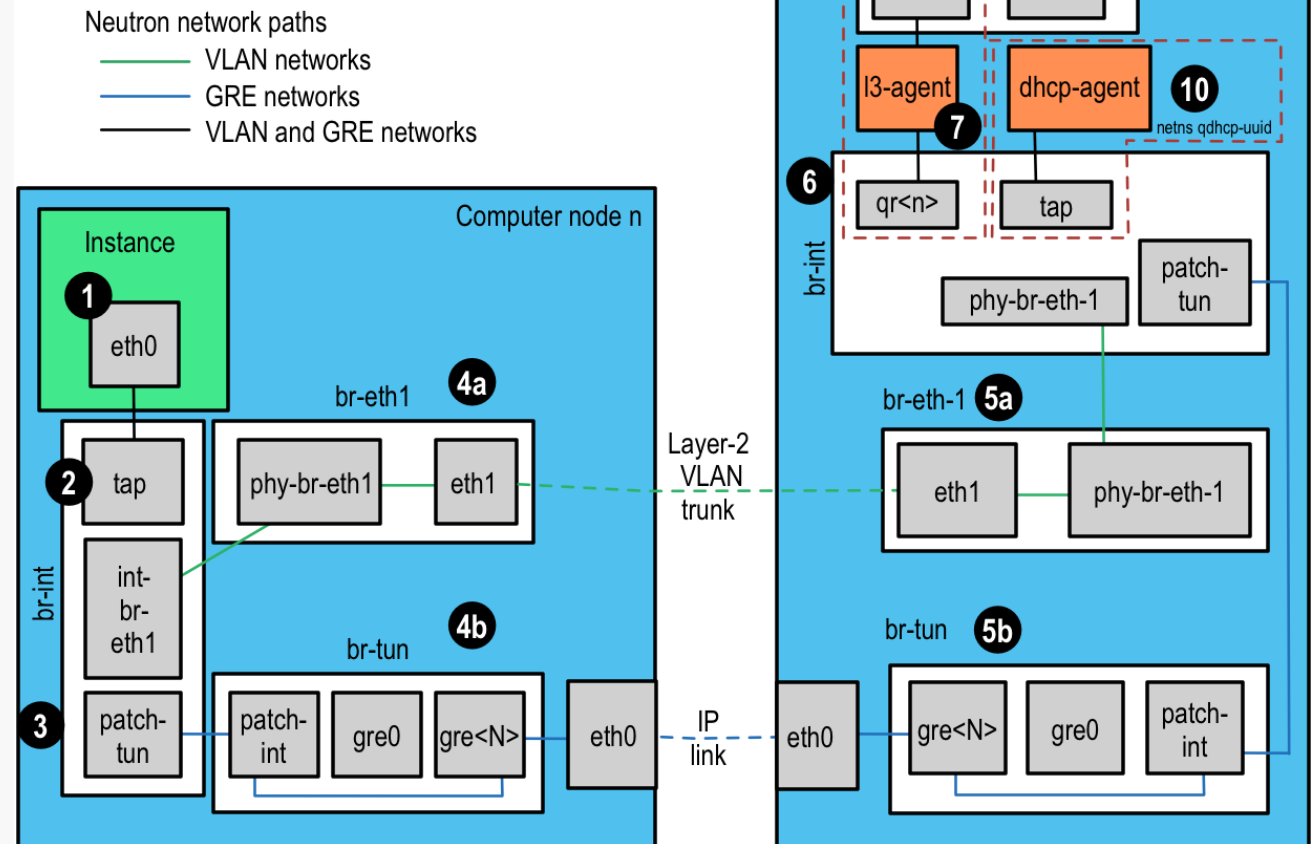 Neutron network paths
VLAN networks
GRE networks
VLAN and GRE networks
Computer node n
Instance
1
eth0
2
tap
int-
br-
eth1
br-int
3
patch-
tun
br-eth1
4a
phy-br-eth1
eth1
br-tun
4b
patch-
int
gre0
gre<N>
eth0
Layer-2
VLAN
trunk
IP
link
l3-agent
7
dhcp-agent
10
netns qdhcp-uuid
6
br-int
qr<n>
tap
phy-br-eth-1
patch-
tun
br-eth-1
5a
eth1
phy-br-eth-1
br-tun
5b
eth0
gre<N>
gre0
patch-
int